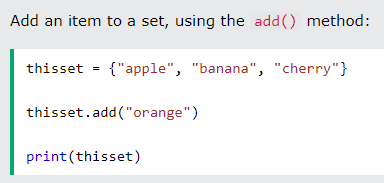 Add an item to a set, using the add() method:
thisset = {"apple", "banana", "cherry"}
thisset.add("orange")
print(thisset)